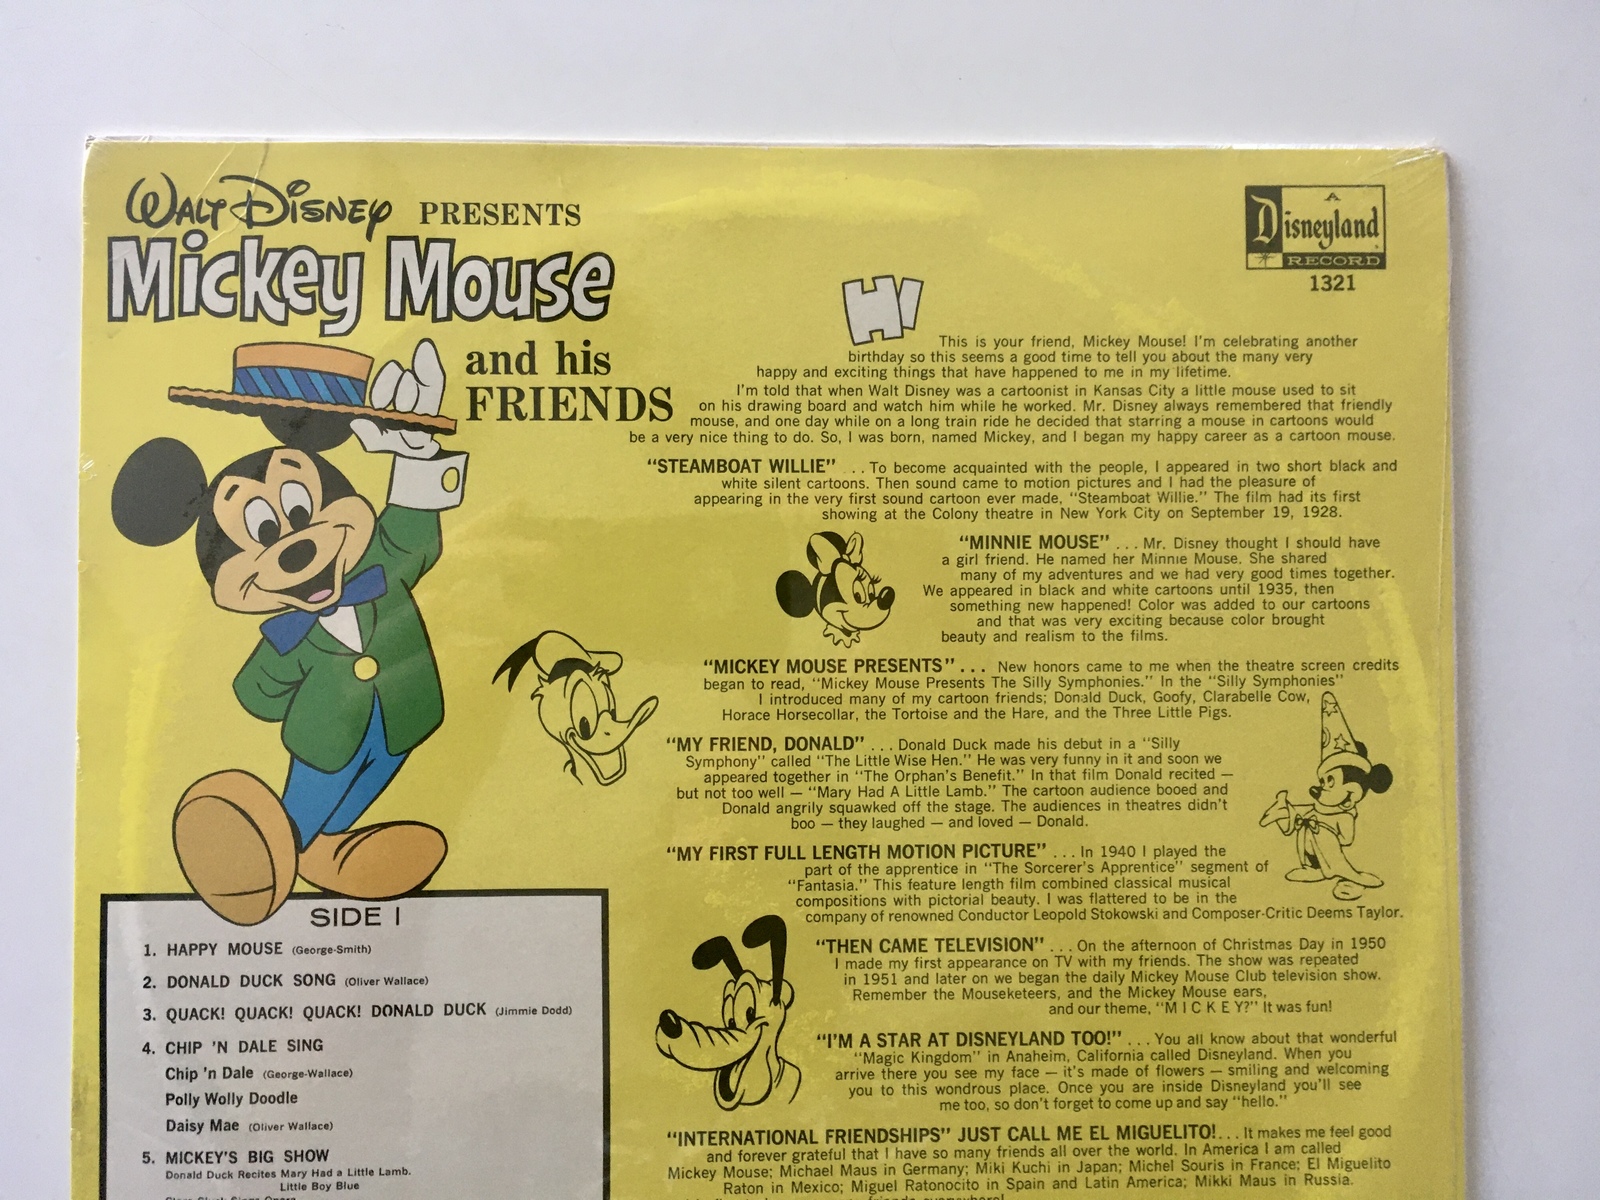 Walt Disney PRESENTS
Mickey Mouse
and his
FRIENDS
A
Disneyland
RECORD
1321
HI
This is your friend, Mickey Mouse! I'm celebrating another
birthday so this seems a good time to tell you about the many very
happy and exciting things that have happened to me in my lifetime.
I'm told that when Walt Disney was a cartoonist in Kansas City a little mouse used to sit
on his drawing board and watch him while he worked. Mr. Disney always remembered that friendly
mouse, and one day while on a long train ride he decided that starring a mouse in cartoons would
be a very nice thing to do. So, I was born, named Mickey, and I began my happy career as a cartoon mouse.
"STEAMBOAT WILLIE" ... To become acquainted with the people, I appeared in two short black and
white silent cartoons. Then sound came to motion pictures and I had the pleasure of
appearing in the very first sound cartoon ever made, "Steamboat Willie." The film had its first
showing at the Colony theatre in New York City on September 19, 1928.
"MINNIE MOUSE" ... Mr. Disney thought I should have
a girl friend. He named her Minnie Mouse. She shared
many of my adventures and we had very good times together.
We appeared in black and white cartoons until 1935, then
something new happened! Color was added to our cartoons
and that was very exciting because color brought
beauty and realism to the films.
"MICKEY MOUSE PRESENTS" ... New honors came to me when the theatre screen credits
began to read, "Mickey Mouse Presents The Silly Symphonies." In the "Silly Symphonies"
I introduced many of my cartoon friends; Donald Duck, Goofy, Clarabelle Cow,
Horace Horsecollar, the Tortoise and the Hare, and the Three Little Pigs.
"MY FRIEND, DONALD" ... Donald Duck made his debut in a "Silly
Symphony" called "The Little Wise Hen." He was very funny in it and soon we
appeared together in "The Orphan's Benefit." In that film Donald recited —
but not too well — "Mary Had A Little Lamb." The cartoon audience booed and
Donald angrily squawked off the stage. The audiences in theatres didn't
boo — they laughed — and loved — Donald.
"MY FIRST FULL LENGTH MOTION PICTURE" ... In 1940 I played the
part of the apprentice in "The Sorcerer's Apprentice" segment of
"Fantasia." This feature length film combined classical musical
compositions with pictorial beauty. I was flattered to be in the
company of renowned Conductor Leopold Stokowski and Composer-Critic Deems Taylor.
"THEN CAME TELEVISION" ... On the afternoon of Christmas Day in 1950
I made my first appearance on TV with my friends. The show was repeated
in 1951 and later on we began the daily Mickey Mouse Club television show.
Remember the Mouseketeers, and the Mickey Mouse ears,
and our theme, "M I C K E Y?" It was fun!
"I'M A STAR AT DISNEYLAND TOO!" ... You all know about that wonderful
"Magic Kingdom" in Anaheim, California called Disneyland. When you
arrive there you see my face — it's made of flowers — smiling and welcoming
you to this wondrous place. Once you are inside Disneyland you'll see
me too, so don't forget to come up and say "hello."
"INTERNATIONAL FRIENDSHIPS" JUST CALL ME EL MIGUELITO!... It makes me feel good
and forever grateful that I have so many friends all over the world. In America I am called
Mickey Mouse; Michael Maus in Germany; Miki Kuchi in Japan; Michel Souris in France; El Miguelito
Raton in Mexico; Miguel Ratonocito in Spain and Latin America; Mikki Maus in Russia.
friends everywhere!
SIDE I
1. HAPPY MOUSE (George-Smith)
2. DONALD DUCK SONG (Oliver Wallace)
3. QUACK! QUACK! QUACK! DONALD DUCK (Jimmie Dodd)
4. CHIP 'N DALE SING
Chip 'n Dale (George-Wallace)
Polly Wolly Doodle
Daisy Mae (Oliver Wallace)
5. MICKEY'S BIG SHOW
Donald Duck Recites Mary Had a Little Lamb.
Little Boy Blue